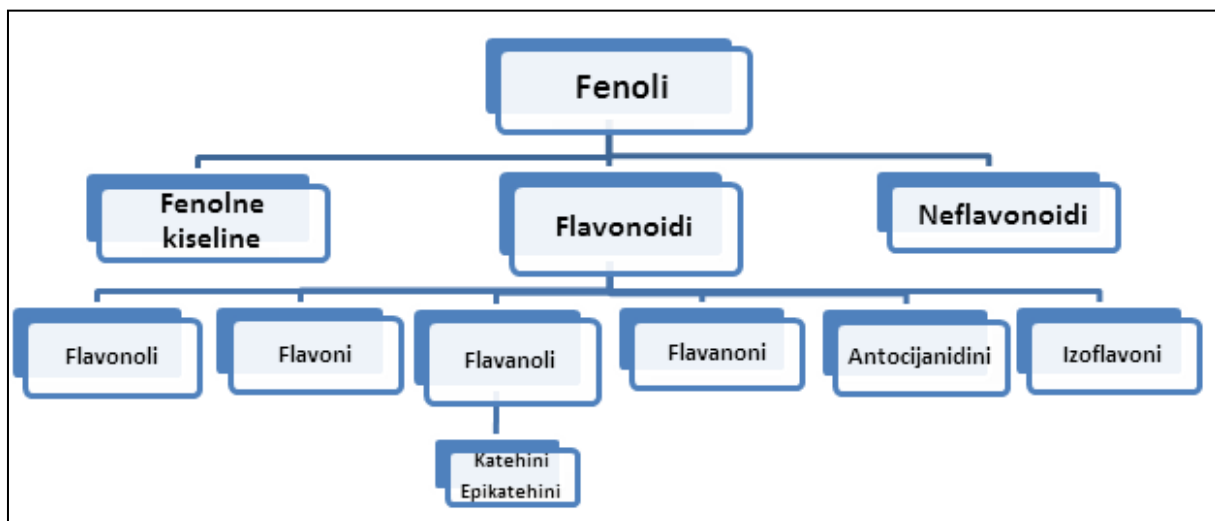 Fenoli
Fenolne
kiseline
Flavonoidi
Neflavonoidi
Flavonoli
Flavoni
Flavanoli
Flavanoni
Antocijanidini
Izoflavoni
Katehini
Epikatehini